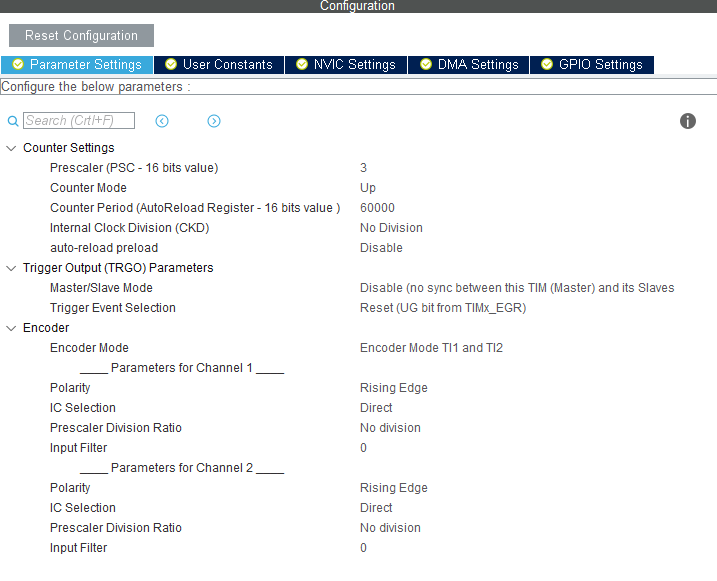 Configuration
Reset Configuration
Parameter Settings User Constants NVIC Settings DMA Settings GPIO Settings
Configure the below parameters :
Search (Crtl+F)
Counter Settings
Prescaler (PSC - 16 bits value) 3
Counter Mode Up
Counter Period (AutoReload Register - 16 bits value ) 60000
Internal Clock Division (CKD) No Division
auto-reload preload Disable
Trigger Output (TRGO) Parameters
Master/Slave Mode Disable (no sync between this TIM (Master) and its Slaves
Trigger Event Selection Reset (UG bit from TIMx_EGR)
Encoder
Encoder Mode Encoder Mode TI1 and TI2
____ Parameters for Channel 1 ____
Polarity Rising Edge
IC Selection Direct
Prescaler Division Ratio No division
Input Filter 0
____ Parameters for Channel 2 ____
Polarity Rising Edge
IC Selection Direct
Prescaler Division Ratio No division
Input Filter 0